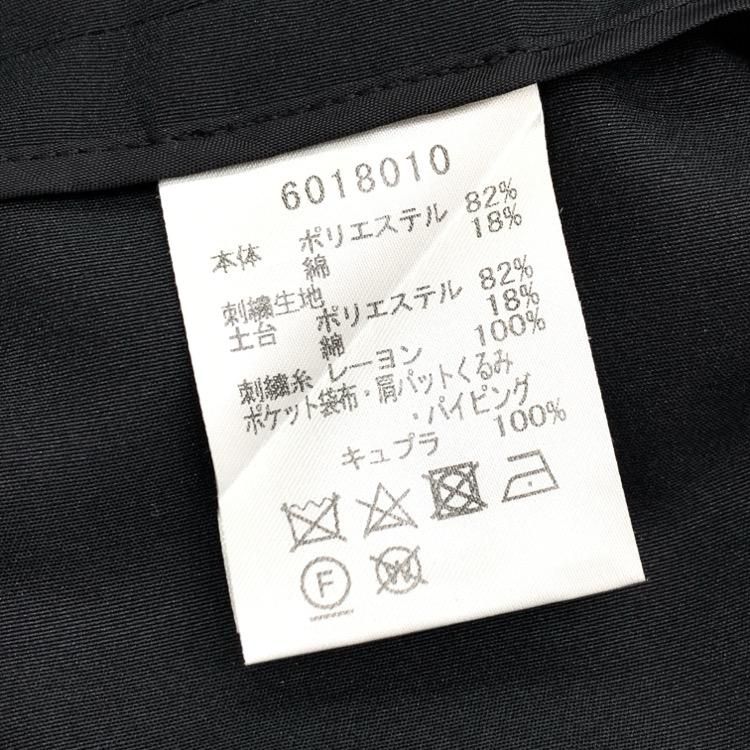 6018010
本体 ポリエステル 82%
綿 18%
刺繍生地
土台 ポリエステル 82%
綿 18%
刺繍糸 レーヨン 100%
ポケット袋布・肩パットくるみ
・パイピング
キュプラ 100%
F W